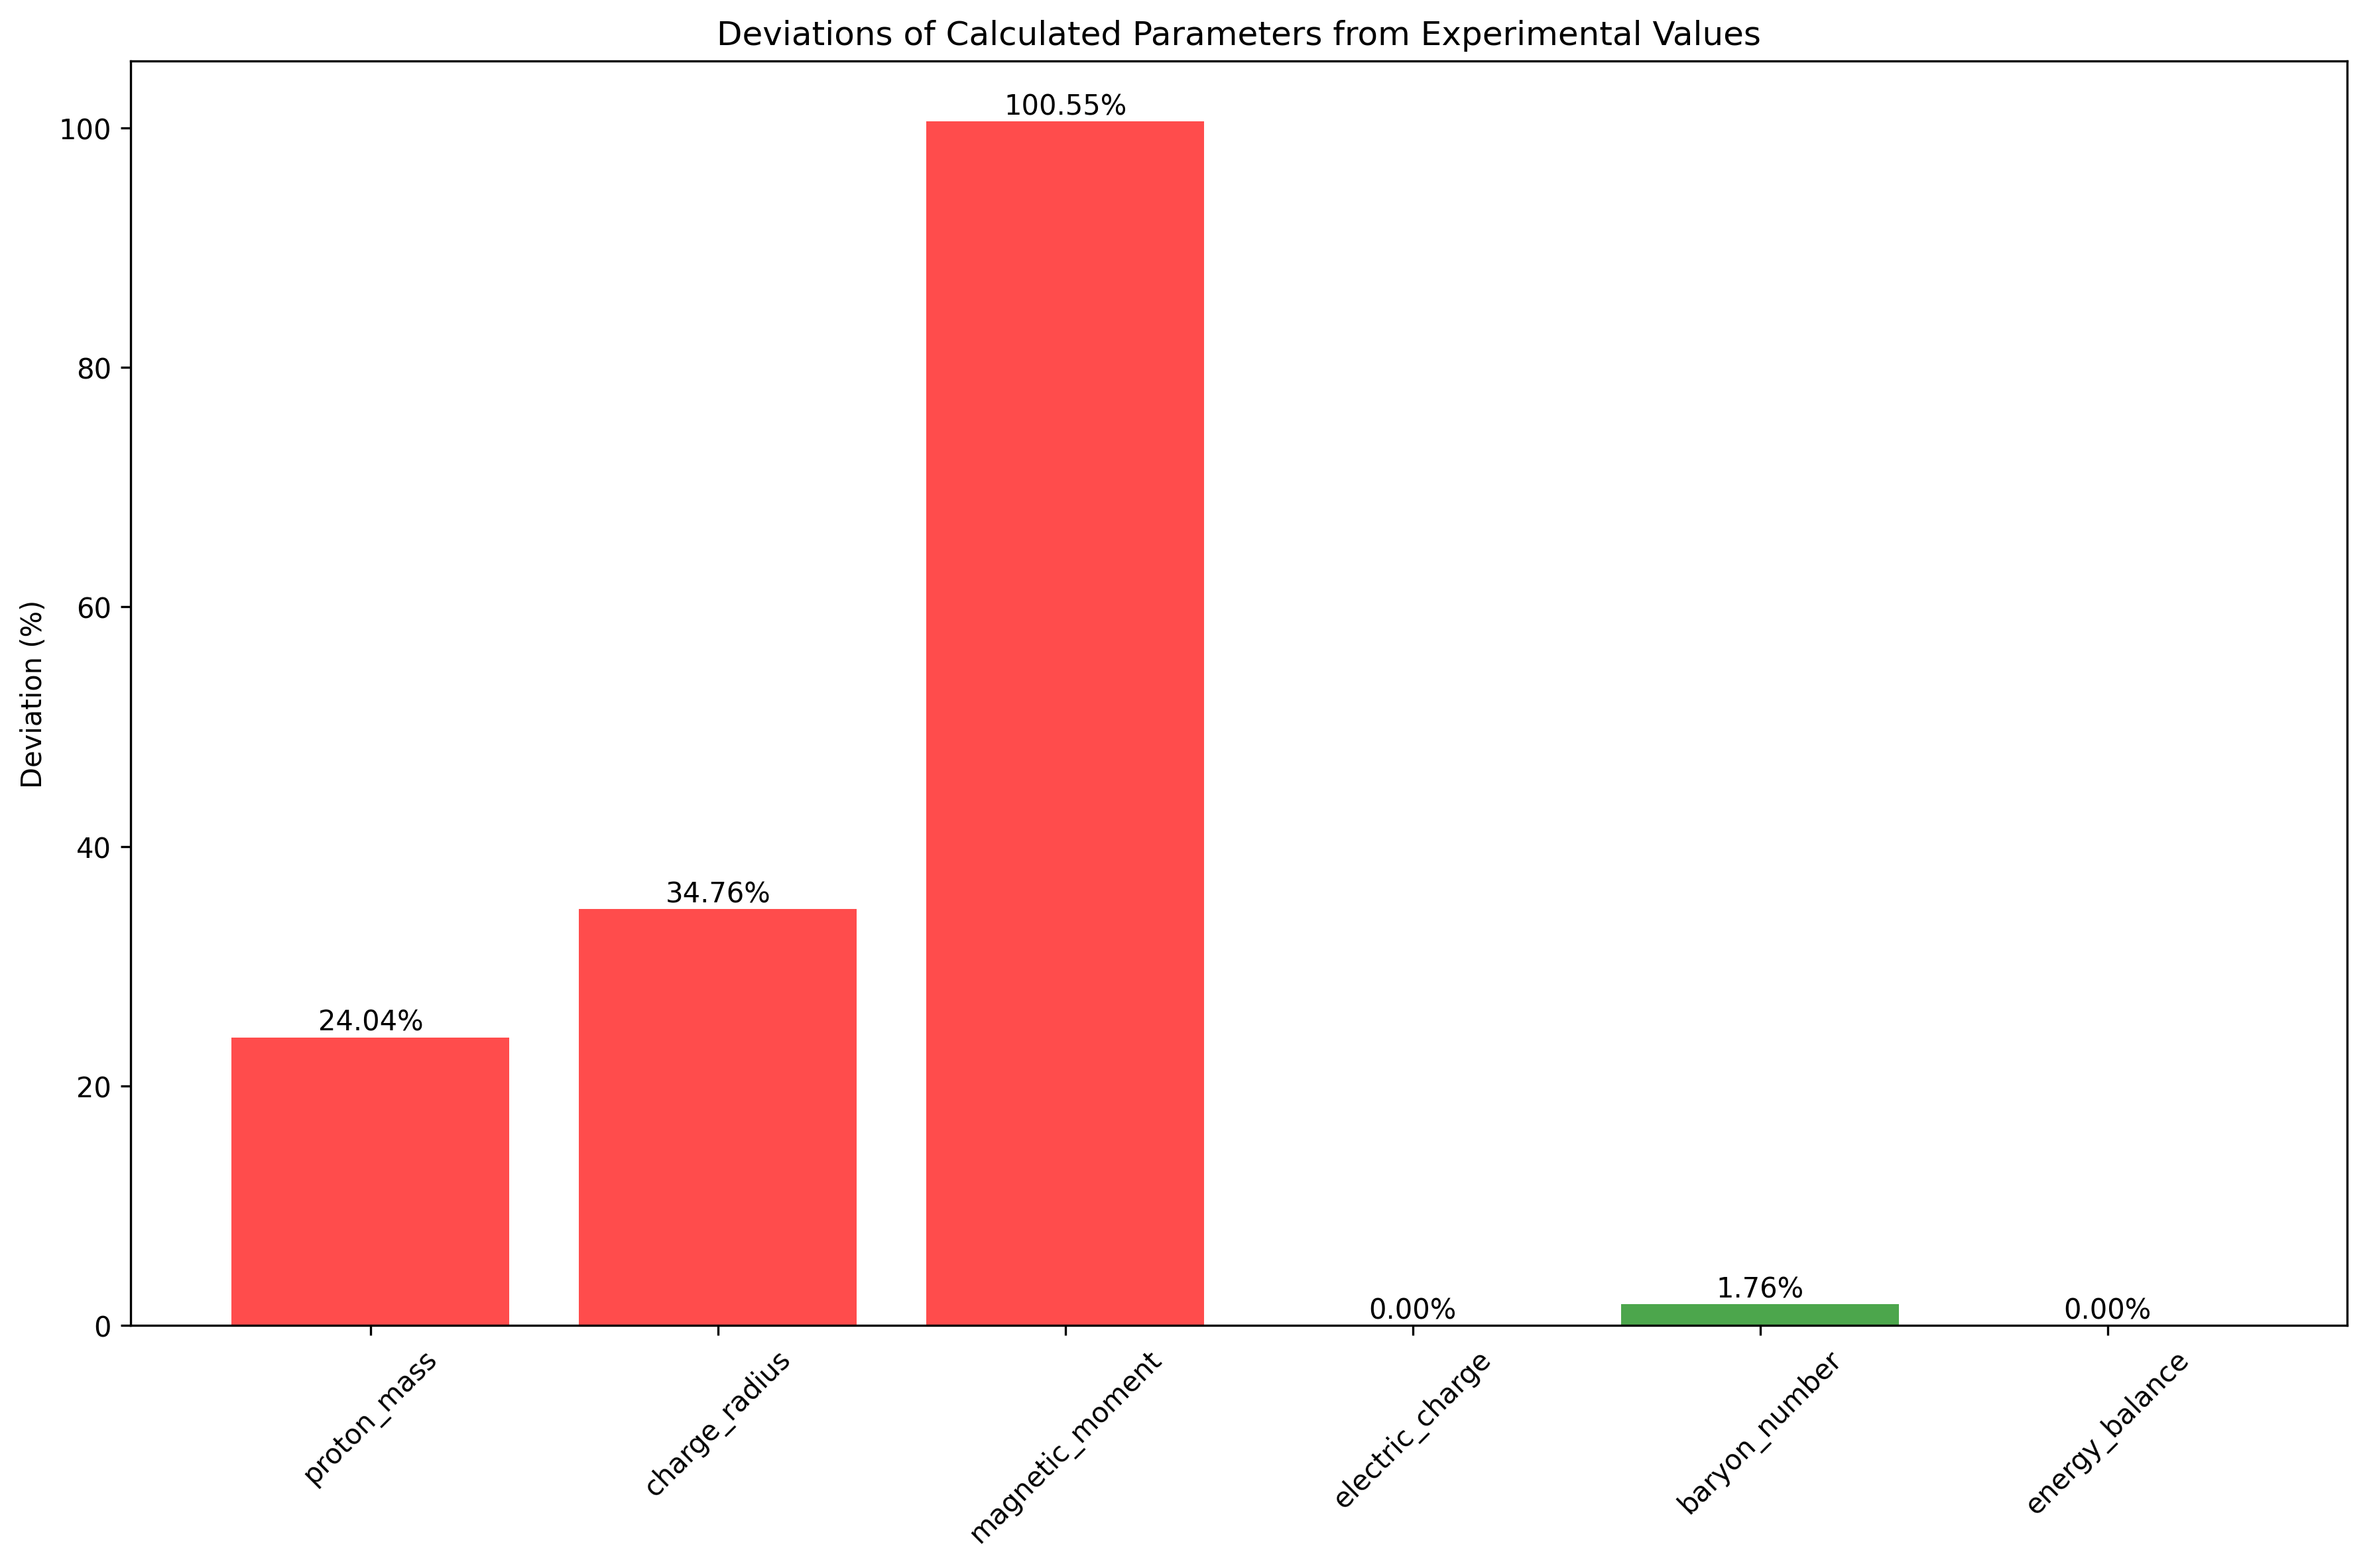 Deviations of Calculated Parameters from Experimental Values
Deviation (%)
100
80
60
40
20
0
24.04%
34.76%
100.55%
0.00%
1.76%
0.00%
proton_mass
charge_radius
magnetic_moment
electric_charge
baryon_number
energy_balance